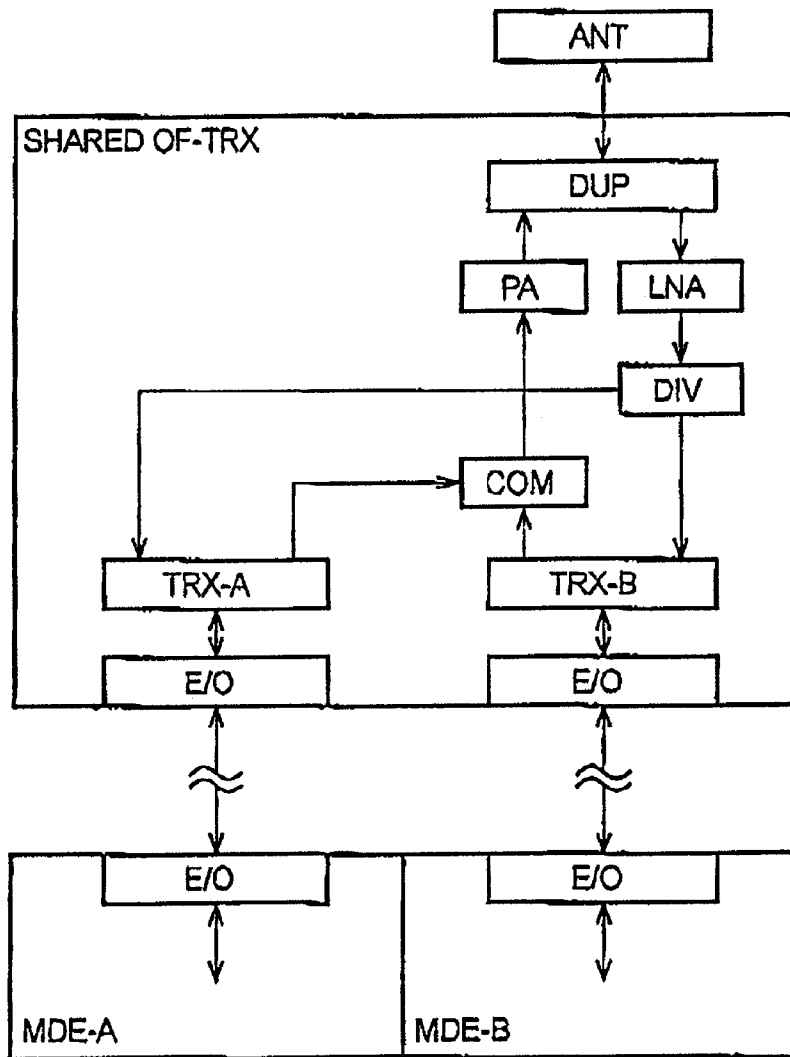 ANT
SHARED OF-TRX
DUP
PA
LNA
DIV
COM
TRX-A
TRX-B
E/O
E/O
E/O
E/O
MDE-A
MDE-B